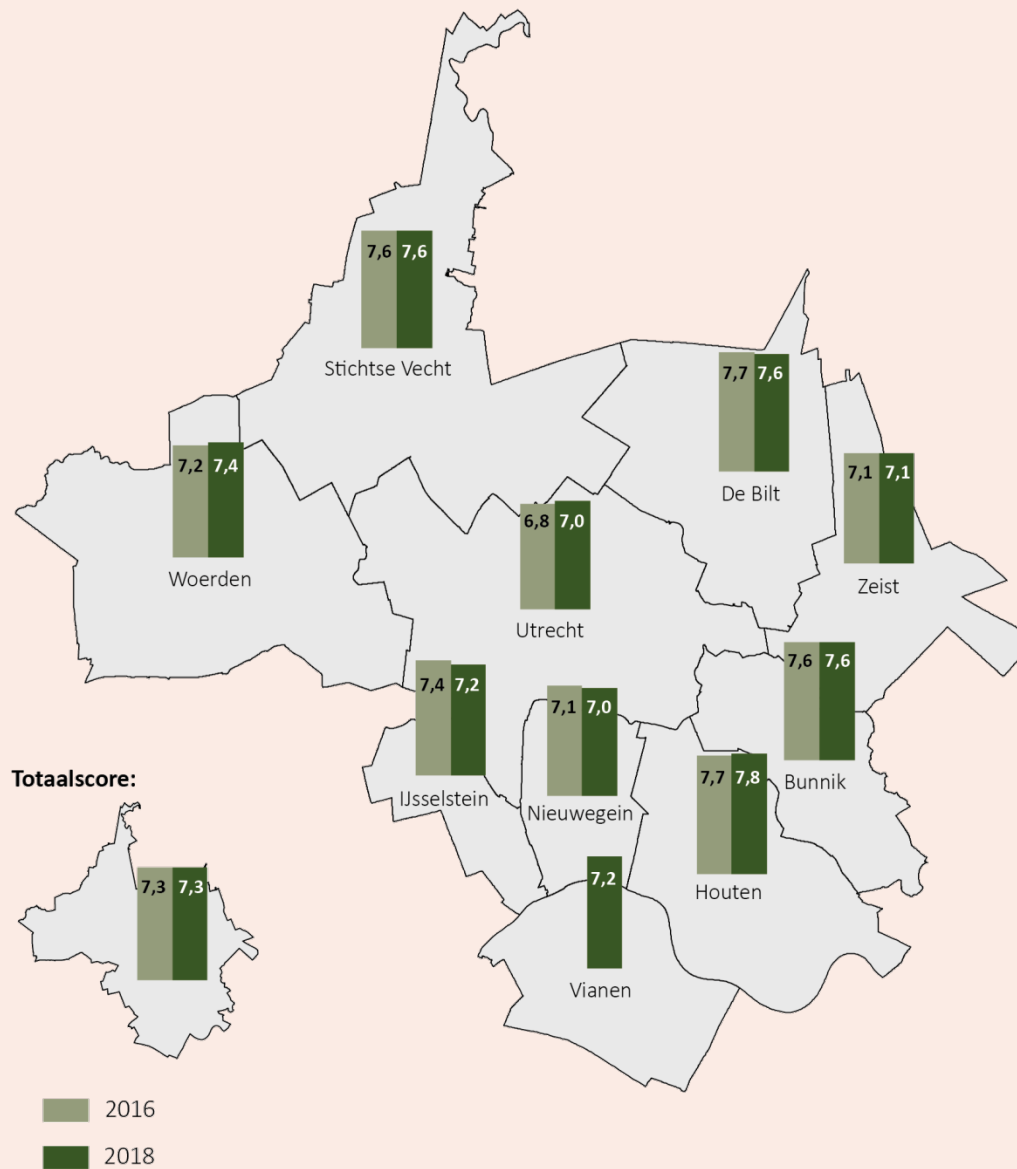 7,6 7,6
Stichtse Vecht
7,7 7,6
De Bilt
7,2 7,4
Woerden
7,1 7,1
Zeist
6,8 7,0
Utrecht
7,6 7,6
Bunnik
7,4 7,2
IJsselstein
7,1 7,0
Nieuwegein
7,7 7,8
Houten
7,2
Vianen
Totaalscore:
7,3 7,3
2016
2018